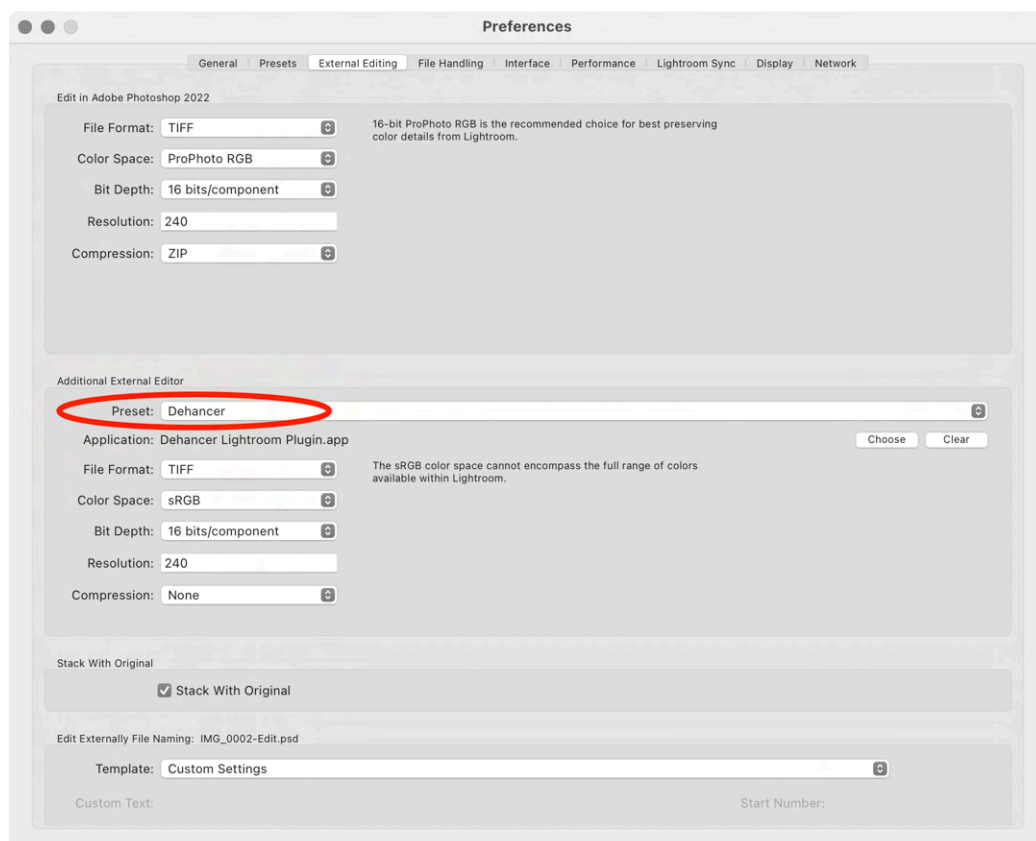 Preferences
General Presets External Editing File Handling Interface Performance Lightroom Sync Display Network
Edit in Adobe Photoshop 2022
File Format: TIFF
16-bit ProPhoto RGB is the recommended choice for best preserving
color details from Lightroom.
Color Space: ProPhoto RGB
Bit Depth: 16 bits/component
Resolution: 240
Compression: ZIP
Additional External Editor
Preset: Dehancer
Application: Dehancer Lightroom Plugin.app
Choose Clear
File Format: TIFF
The sRGB color space cannot encompass the full range of colors
available within Lightroom.
Color Space: sRGB
Bit Depth: 16 bits/component
Resolution: 240
Compression: None
Stack With Original
Stack With Original
Edit Externally File Naming: IMG_0002-Edit.psd
Template: Custom Settings
Custom Text: Start Number: